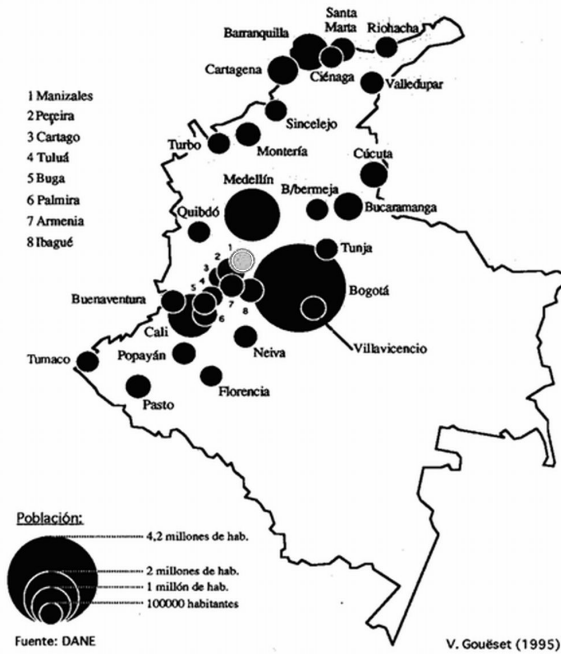 Santa
Marta
Riohacha
Barranquilla
Cartagena
Ciénaga
Valledupar
1 Manizales
2 Pereira
3 Cartago
4 Tuluá
5 Buga
6 Palmira
7 Armenia
8 Ibagué
Sincelejo
Turbo
Montería
Cúcuta
Medellín
B/bermeja
Bucaramanga
Quibdó
Tunja
1
2
3
4
5
6
7
8
Bogotá
Buenaventura
Cali
Neiva
Villavicencio
Popayán
Tumaco
Florencia
Pasto
Población:
4,2 millones de hab.
2 millones de hab.
1 millón de hab.
100000 habitantes
Fuente: DANE
V. Gouëset (1995)